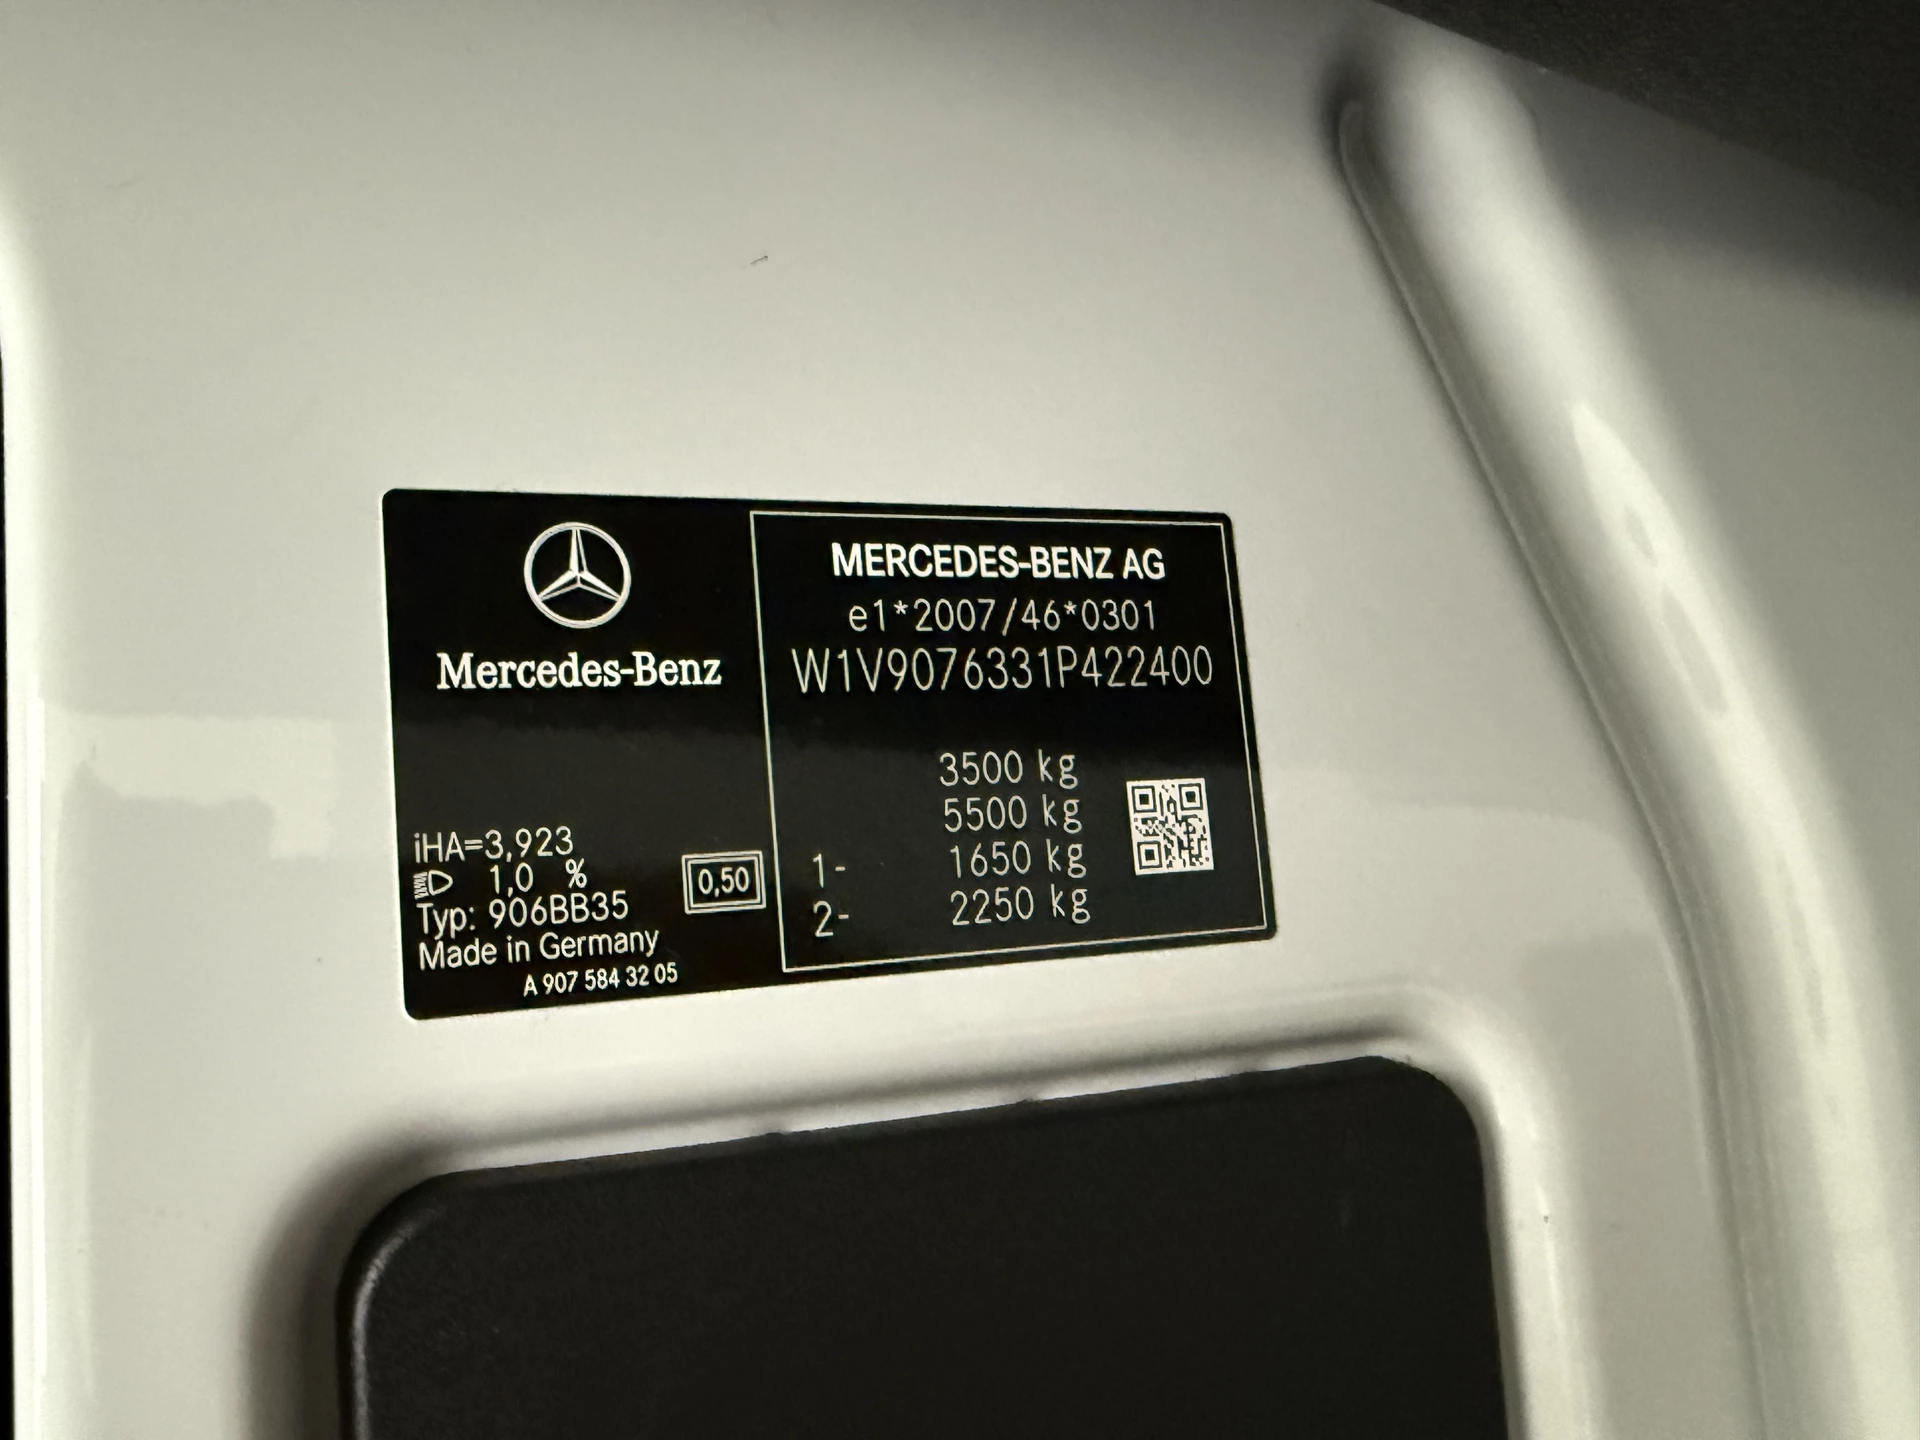 Mercedes-Benz
iHA=3,923
1,0 %
Typ: 906BB35
Made in Germany
A 907 584 32 05
0,50
MERCEDES-BENZ AG
e1*2007/46*0301
W1V9076331P422400
3500 kg
5500 kg
1- 1650 kg
2- 2250 kg